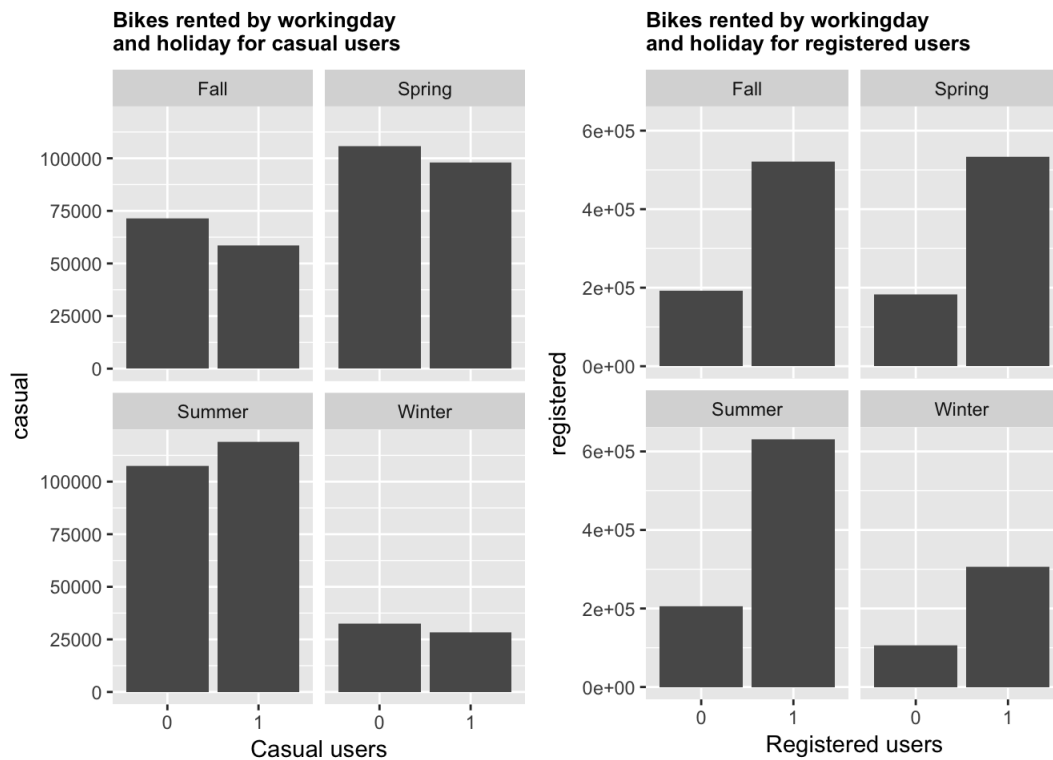 Bikes rented by workingday
and holiday for casual users
Fall
Spring
100000
75000
50000
25000
0
casual
Summer
Winter
100000
75000
50000
25000
0
0
1
0
1
Casual users
Bikes rented by workingday
and holiday for registered users
Fall
Spring
6e+05
4e+05
2e+05
0e+00
registered
Summer
Winter
6e+05
4e+05
2e+05
0e+00
0
1
0
1
Registered users